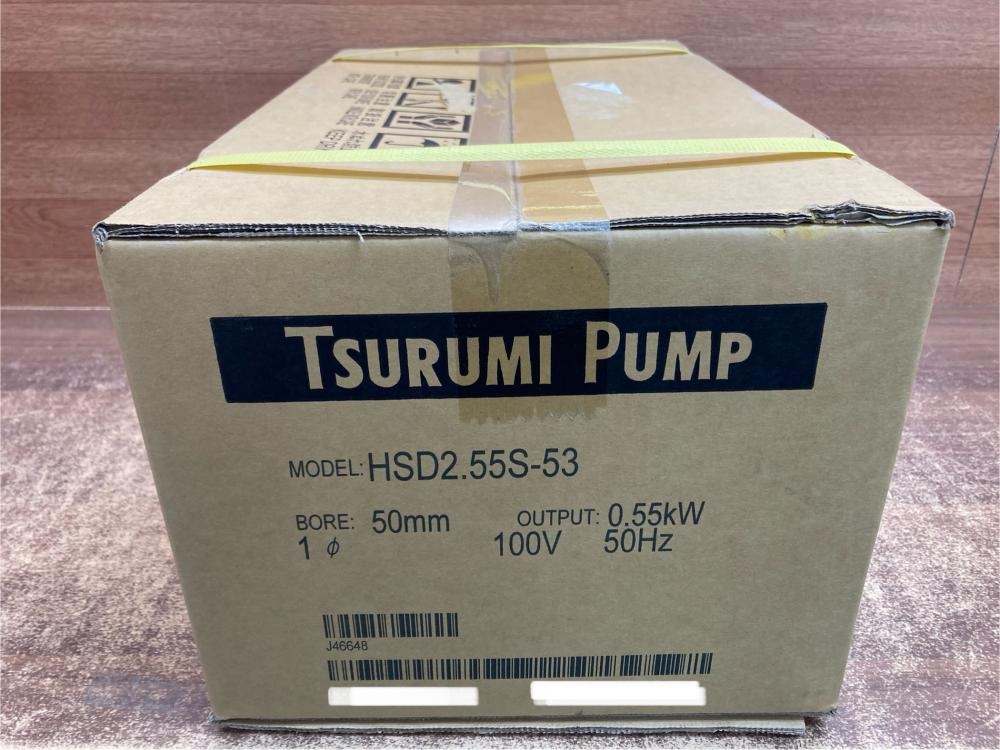 TSURUMI PUMP
MODEL: HSD2.55S-53
BORE: 50mm OUTPUT: 0.55kW
1 φ 100V 50Hz
J46648